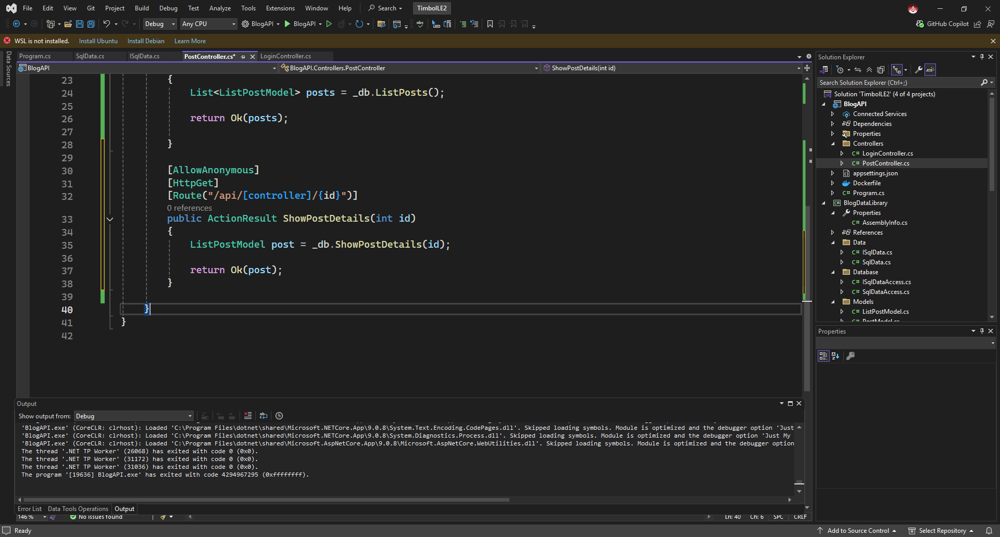 File Edit View Git Project Build Debug Test Analyze Tools Extensions Window Help Search TimbolLE2
Debug Any CPU BlogAPI BlogAPI GitHub Copilot
WSL is not installed. Install Ubuntu Install Debian Learn More
Data Sources
Program.cs SqlData.cs ISqlData.cs PostController.cs* LoginController.cs
BlogAPI BlogAPI.Controllers.PostController ShowPostDetails(int id)
23 {
24 List<ListPostModel> posts = _db.ListPosts();
25
26 return Ok(posts);
27
28 }
29
30 [AllowAnonymous]
31 [HttpGet]
32 [Route("/api/[controller]/{id}")]
0 references
33 public ActionResult ShowPostDetails(int id)
34 {
35 ListPostModel post = _db.ShowPostDetails(id);
36
37 return Ok(post);
38 }
39
40 }
41 }
42
Output
Show output from: Debug
'BlogAPI.exe' (CoreCLR: clrhost): Loaded 'C:\Program Files\dotnet\shared\Microsoft.NETCore.App\9.0.8\System.Text.Encoding.CodePages.dll'. Skipped loading symbols. Module is optimized and the debugger option 'Just
'BlogAPI.exe' (CoreCLR: clrhost): Loaded 'C:\Program Files\dotnet\shared\Microsoft.NETCore.App\9.0.8\System.Diagnostics.Process.dll'. Skipped loading symbols. Module is optimized and the debugger option 'Just My
'BlogAPI.exe' (CoreCLR: clrhost): Loaded 'C:\Program Files\dotnet\shared\Microsoft.AspNetCore.App\9.0.8\Microsoft.AspNetCore.WebUtilities.dll'. Skipped loading symbols. Module is optimized and the debugger option
The thread '.NET TP Worker' (26068) has exited with code 0 (0x0).
The thread '.NET TP Worker' (31172) has exited with code 0 (0x0).
The thread '.NET TP Worker' (31036) has exited with code 0 (0x0).
The program '[19636] BlogAPI.exe' has exited with code 4294967295 (0xffffffff).
Error List Data Tools Operations Output
146 % No issues found Ln: 40 Ch: 6 SPC CRLF
Solution Explorer
Search Solution Explorer (Ctrl+;)
Solution 'TimbolLE2' (4 of 4 projects)
BlogAPI
Connected Services
Dependencies
Properties
Controllers
C# LoginController.cs
C# PostController.cs
appsettings.json
Dockerfile
C# Program.cs
C# BlogDataLibrary
Properties
C# AssemblyInfo.cs
References
Data
C# ISqlData.cs
C# SqlData.cs
Database
C# ISqlDataAccess.cs
C# SqlDataAccess.cs
Models
C# ListPostModel.cs
C# PostModel.cs
Properties
Ready Add to Source Control Select Repository